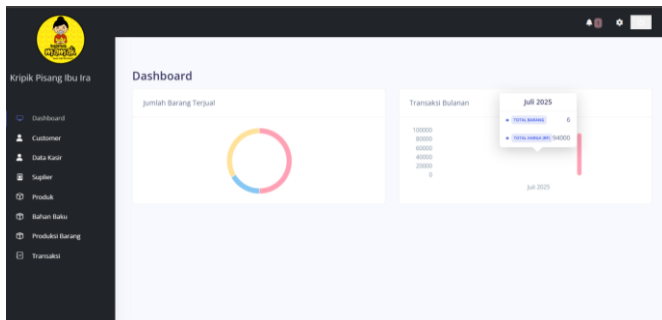 Kripik Pisang Ibu Ira
Dashboard
Customer
Data Kasir
Suplier
Produk
Bahan Baku
Produksi Barang
Transaksi
Dashboard
Jumlah Barang Terjual
Transaksi Bulanan
Juli 2025
TOTAL BARANG 6
TOTAL HARGA (RP) 94000
100000
80000
60000
40000
20000
0
Juli 2025